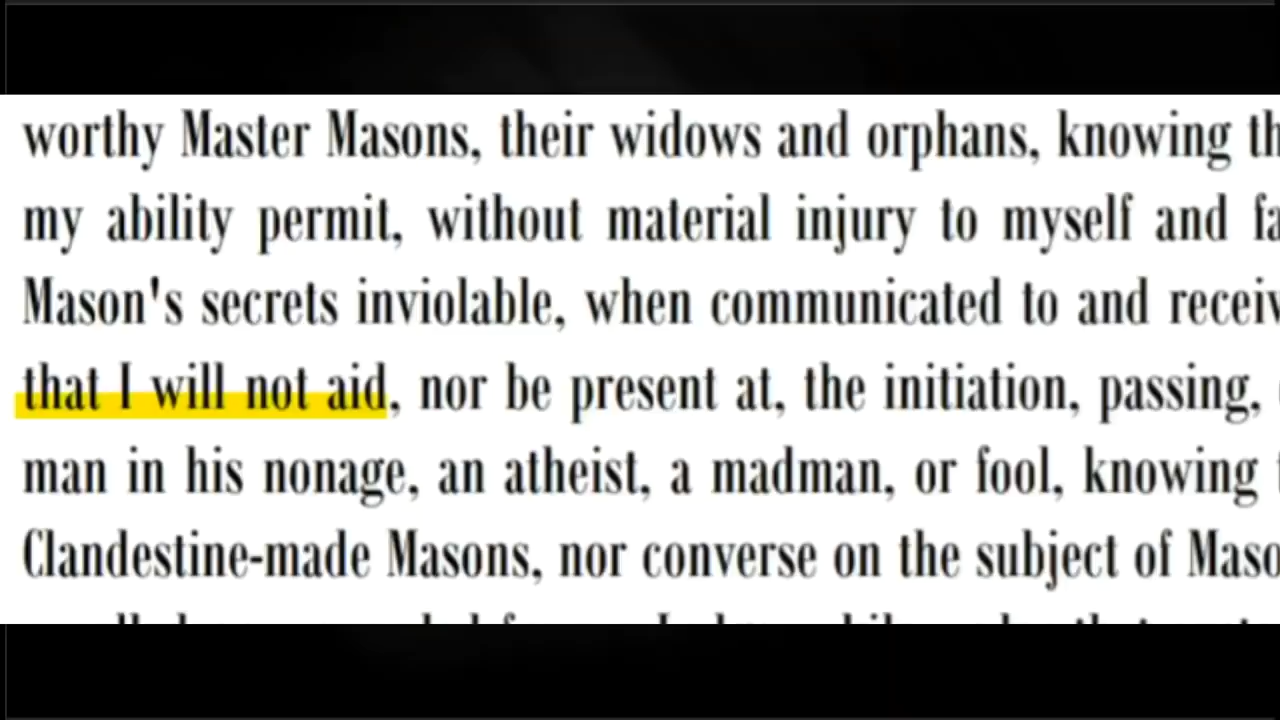 worthy Master Masons, their widows and orphans, knowing
my ability permit, without material injury to myself and
Mason's secrets inviolable, when communicated to and
that I will not aid, nor be present at, the initiation, passing,
man in his nonage, an atheist, a madman, or fool, knowing
Clandestine-made Masons, nor converse on the subject of